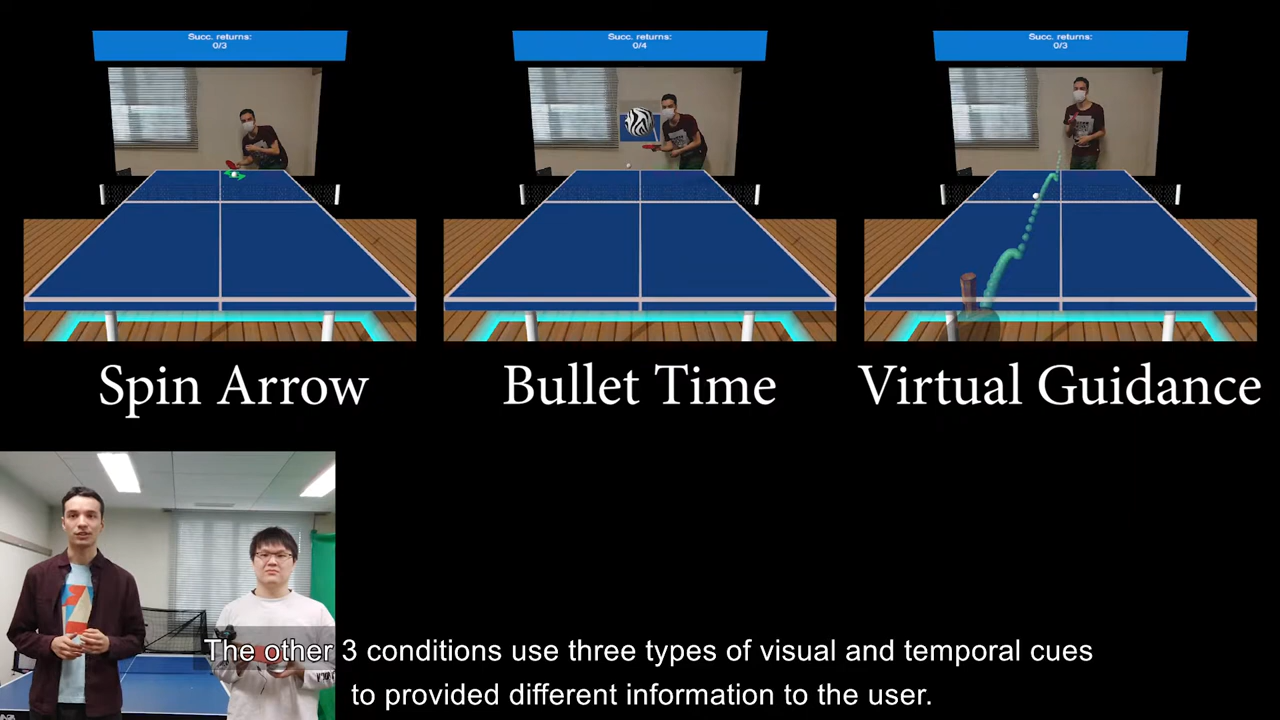 Succ. returns:
0/3
Succ. returns:
0/4
Succ. returns:
0/3
Spin Arrow
Bullet Time
Virtual Guidance
The other 3 conditions use three types of visual and temporal cues
to provided different information to the user.